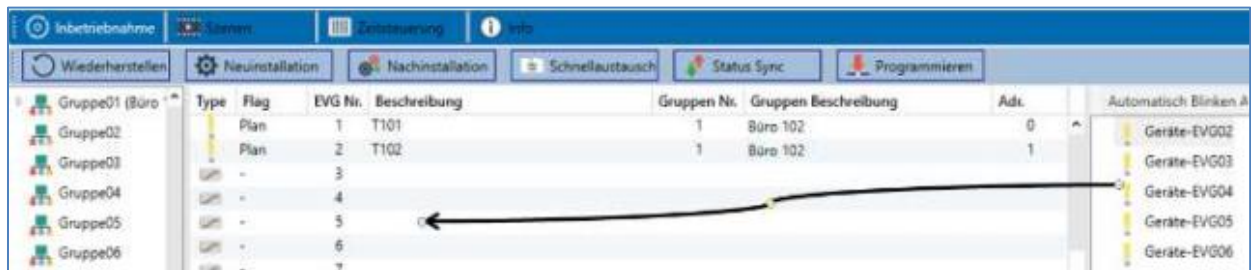 Inbetriebnahme Szenen Zeitsteuerung Info
Wiederherstellen Neuinstallation Nachinstallation Schnellaustausch Status Sync Programmieren
Gruppe01 (Büro
Gruppe02
Gruppe03
Gruppe04
Gruppe05
Gruppe06
Type Flag EVG Nr. Beschreibung Gruppen Nr. Gruppen Beschreibung Adr.
Plan 1 T101 1 Büro 102 0
Plan 2 T102 1 Büro 102 1
- 3
- 4
- 5
- 6
7
Automatisch Blinken A
Geräte-EVG02
Geräte-EVG03
Geräte-EVG04
Geräte-EVG05
Geräte-EVG06